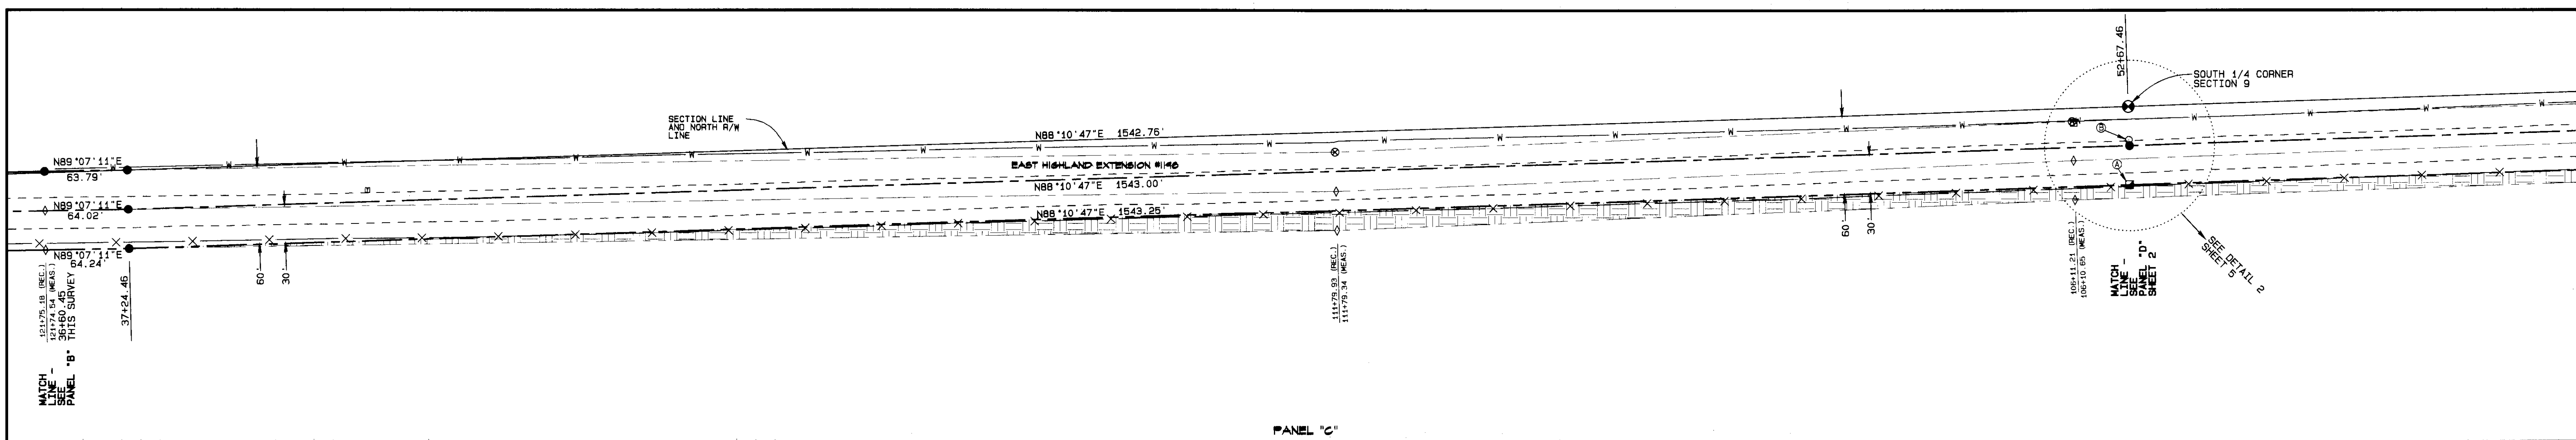 52+67.46
SOUTH 1/4 CORNER
SECTION 9
SECTION LINE
AND NORTH R/W
LINE
N88°10'47"E 1542.76'
N89°07'11"E
63.79'
EAST HIGHLAND EXTENSION #1146
N88°10'47"E 1543.00'
N89°07'11"E
64.02'
N88°10'47"E 1543.25'
N89°07'11"E
64.24'
B
A
60'
30'
60'
30'
121+75.18 (REC.)
121+74.54 (MEAS.)
36+60.45
THIS SURVEY
37+24.46
MATCH
LINE -
SEE
PANEL "B"
111+79.93 (REC.)
111+79.34 (MEAS.)
106+11.21 (REC.)
106+10.65 (MEAS.)
MATCH
LINE -
SEE
PANEL "D"
SHEET 2
SEE DETAIL 2
SHEET 5
W W W W W W W W W W W W W W W W W W W W W
PANEL "C"